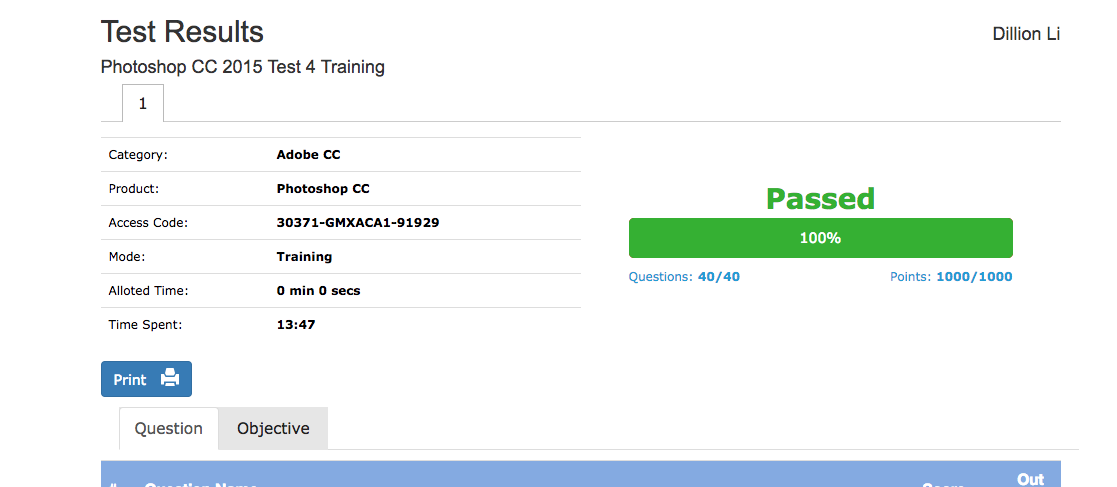 Test Results
Dillion Li
Photoshop CC 2015 Test 4 Training
1
Category: Adobe CC
Product: Photoshop CC
Access Code: 30371-GMXACA1-91929
Mode: Training
Alloted Time: 0 min 0 secs
Time Spent: 13:47
Passed
100%
Questions: 40/40 Points: 1000/1000
Print
Question Objective
# Question Name Score Out